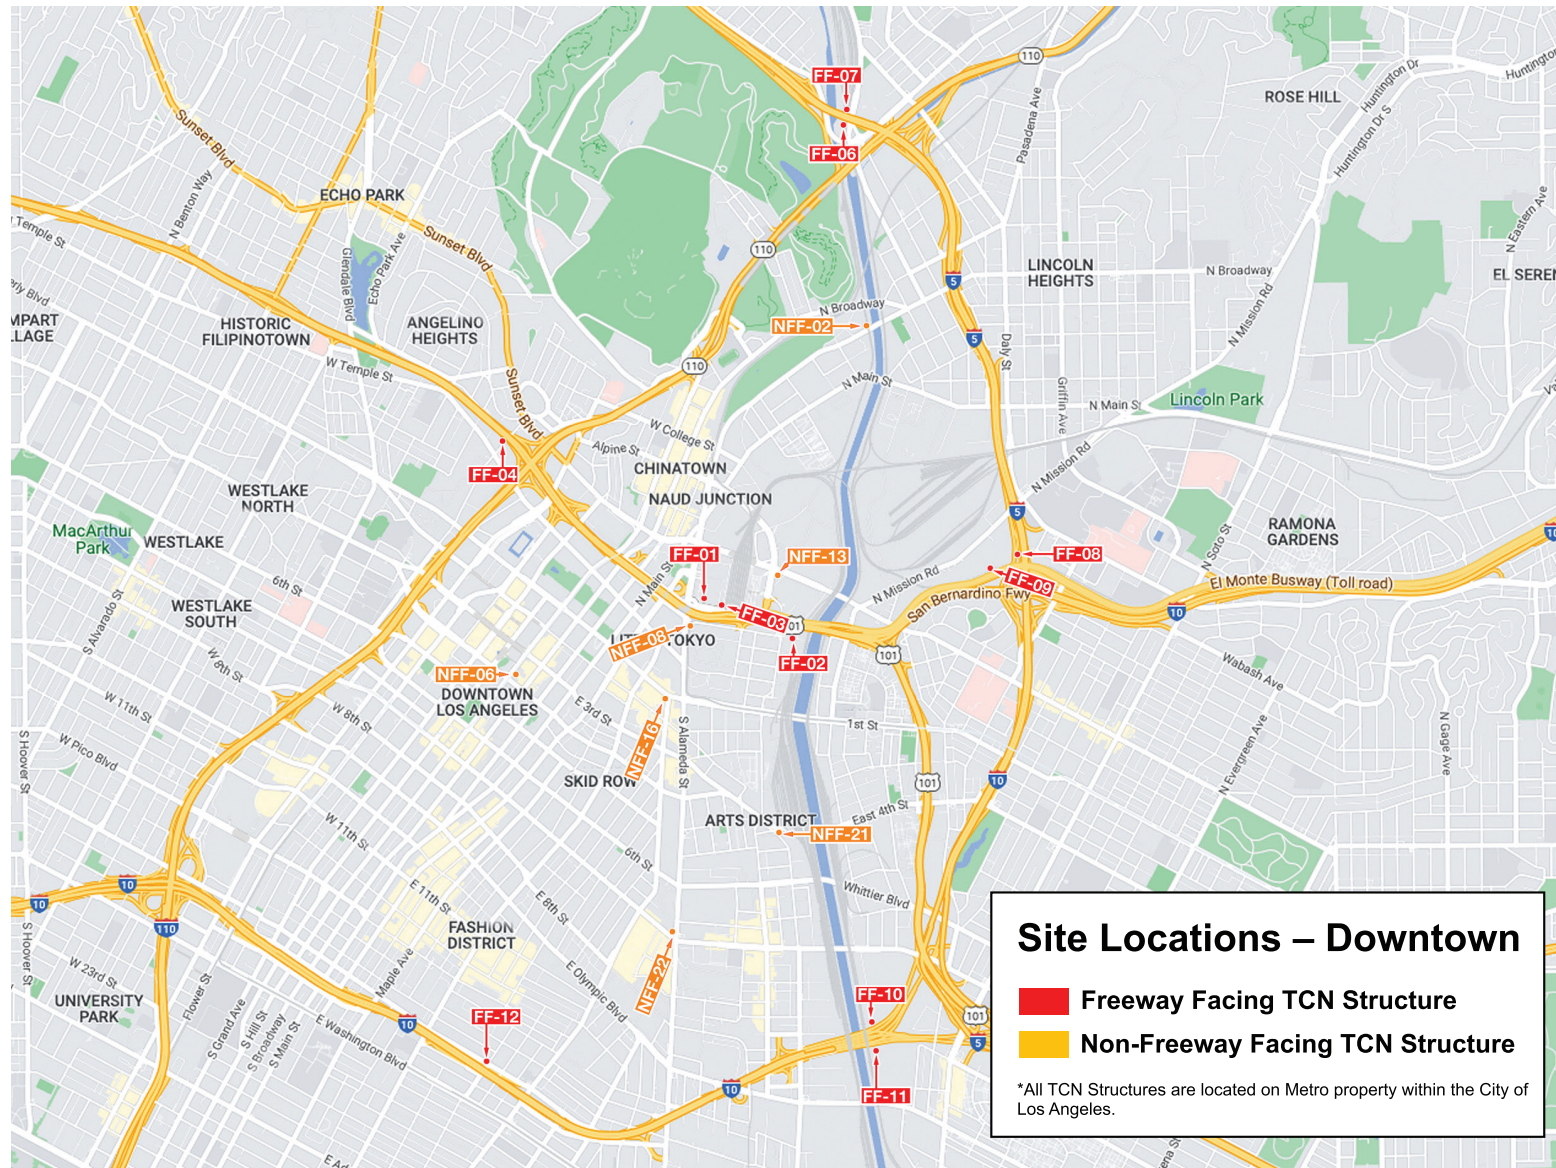 FF-07
110
Huntington Dr
Huntington
ROSE HILL
Pasadena Ave
Huntington Dr S
Sunset Blvd
FF-06
N Benton Way
ECHO PARK
N Eastern Ave
Temple St
Sunset Blvd
Glendale Blvd
Echo Park Ave
110
LINCOLN
HEIGHTS
N Broadway
5
EL SEREN
N Broadway
N Mission Rd
HISTORIC
FILIPINOTOWN
ANGELINO
HEIGHTS
NFF-02
5
Daly St
110
W Temple St
Sunset Blvd
N Main St
Griffin Ave
N Main St
Lincoln Park
W College St
Alpine St
N Mission Rd
FF-04
CHINATOWN
NAUD JUNCTION
WESTLAKE
NORTH
5
MacArthur
Park
WESTLAKE
RAMONA
GARDENS
N Soto St
10
FF-01
NFF-13
FF-08
6th St
N Main St
N Mission Rd
FF-09
El Monte Busway (Toll road)
San Bernardino Fwy
10
S Alvarado St
WESTLAKE
SOUTH
FF-03
01
NFF-08
TOKYO
FF-02
101
W 8th St
NFF-06
DOWNTOWN
LOS ANGELES
Wabash Ave
W 11th St
W 8th St
E 3rd St
NFF-16
S Alameda St
1st St
N Gage Ave
N Evergreen Ave
S Hoover St
W Pico Blvd
SKID ROW
101
10
ARTS DISTRICT
East 4th St
NFF-21
W 11th St
6th St
10
10
E 11th St
E 8th St
Whittier Blvd
110
S Hoover St
FASHION
DISTRICT
W 23rd St
Maple Ave
E Olympic Blvd
NFF-22
UNIVERSITY
PARK
Flower St
S Grand Ave
S Hill St
S Broadway
S Main St
E Washington Blvd
10
FF-12
FF-10
101
5
10
FF-11
Site Locations – Downtown
Freeway Facing TCN Structure
Non-Freeway Facing TCN Structure
*All TCN Structures are located on Metro property within the City of
Los Angeles.